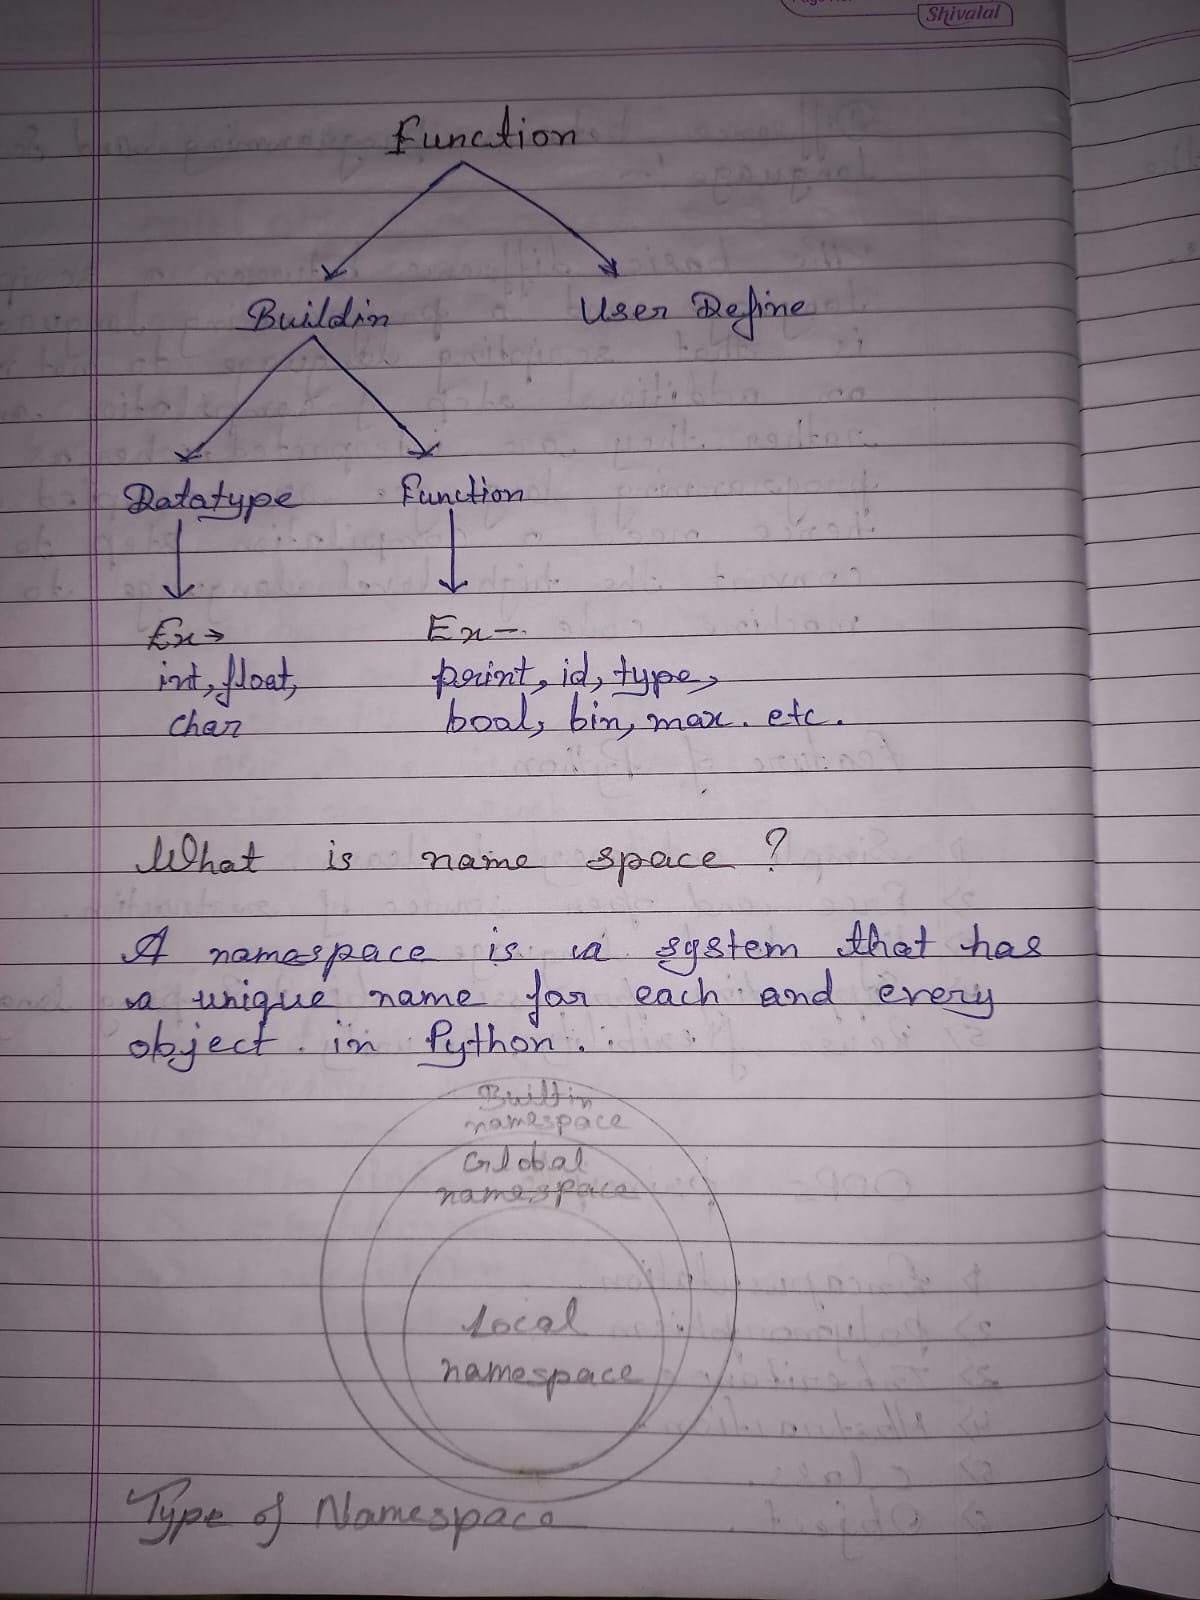 Shivalal
Function
Buildin User Define
Datatype Function
Ex→ Ex-
int, float, print, id, type,
char boal, bin, max. etc.
What is name space ?
A namespace is a system that has
a unique name for each and every
object in Python.
Builtin
namespace
Global
namespace
Local
namespace
Type of Namespace